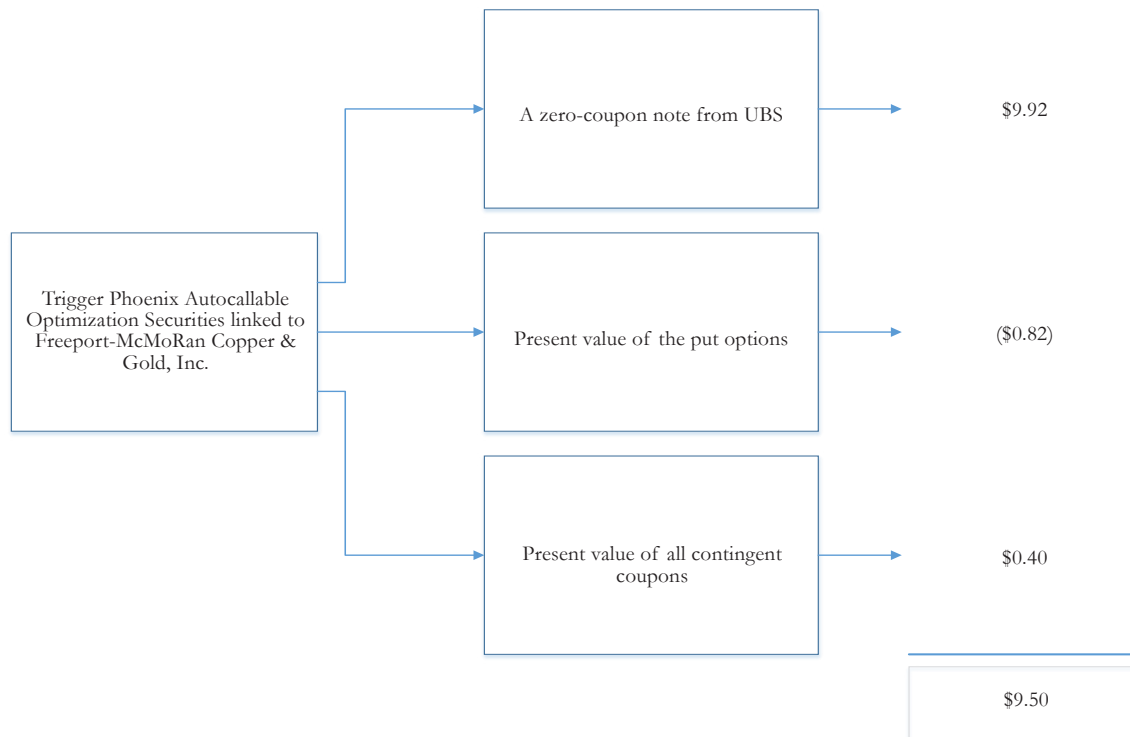 A zero-coupon note from UBS
$9.92
Trigger Phoenix Autocallable
Optimization Securities linked to
Freeport-McMoRan Copper &
Gold, Inc.
Present value of the put options
($0.82)
Present value of all contingent
coupons
$0.40
$9.50